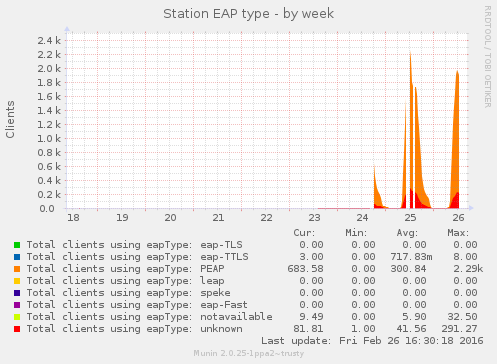 Station EAP type - by week
RRDTOOL / TOBI OETIKER
Clients
2.4 k
2.2 k
2.0 k
1.8 k
1.6 k
1.4 k
1.2 k
1.0 k
0.8 k
0.6 k
0.4 k
0.2 k
0.0
18 19 20 21 22 23 24 25 26
Cur: Min: Avg: Max:
Total clients using eapType: eap-TLS 0.00 0.00 0.00 0.00
Total clients using eapType: eap-TTLS 3.00 0.00 717.83m 8.00
Total clients using eapType: PEAP 683.58 0.00 300.84 2.29k
Total clients using eapType: leap 0.00 0.00 0.00 0.00
Total clients using eapType: speke 0.00 0.00 0.00 0.00
Total clients using eapType: eap-Fast 0.00 0.00 0.00 0.00
Total clients using eapType: notavailable 9.49 0.00 5.90 32.50
Total clients using eapType: unknown 81.81 1.00 41.56 291.27
Last update: Fri Feb 26 16:30:18 2016
Munin 2.0.25-1ppa2~trusty